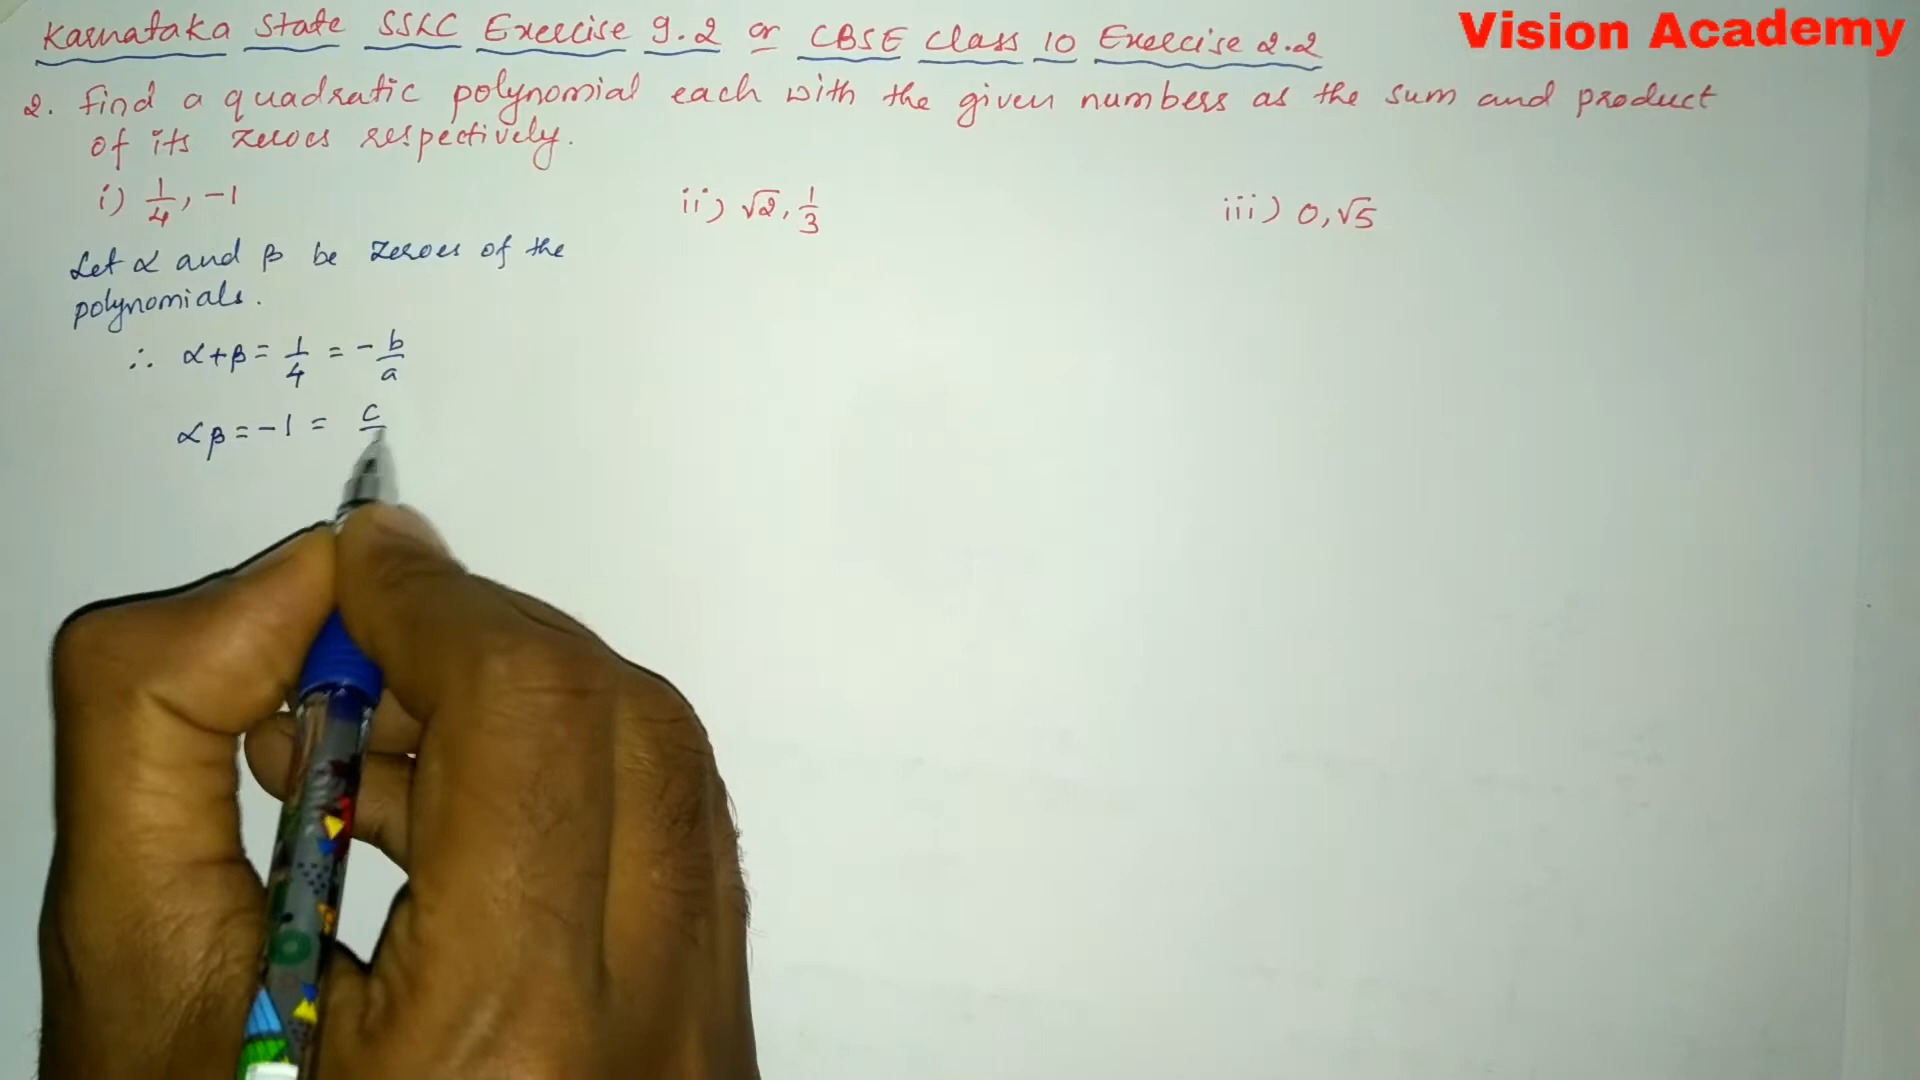 Karnataka State SSLC Exercise 9.2 or CBSE Class 10 Exercise 2.2
Vision Academy
2. Find a quadratic polynomial each with the given numbers as the sum and product
of its zeroes respectively.
i) 1/4, -1 ii) √2, 1/3 iii) 0, √5
Let α and β be zeroes of the
polynomials.
∴ α+β = 1/4 = -b/a
αβ = -1 = c/